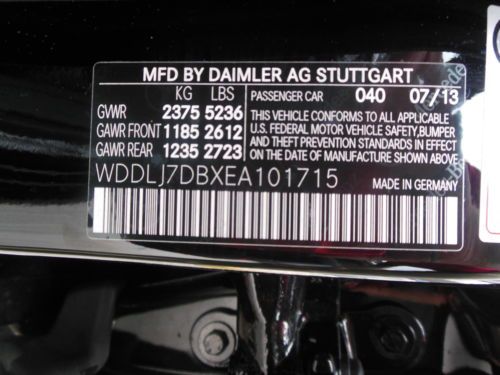 MFD BY DAIMLER AG STUTTGART
KG LBS PASSENGER CAR 040 07/13
GVWR 2375 5236
GAWR FRONT 1185 2612
GAWR REAR 1235 2723
THIS VEHICLE CONFORMS TO ALL APPLICABLE
U.S. FEDERAL MOTOR VEHICLE SAFETY, BUMPER
AND THEFT PREVENTION STANDARDS IN
EFFECT ON THE DATE OF MANUFACTURE
WDDLJ7DBXEA101715 MADE IN GERMANY